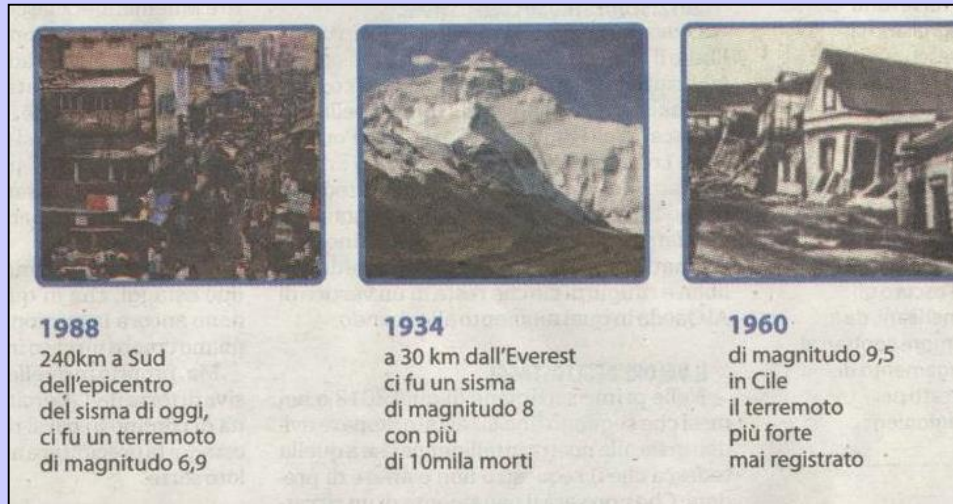 1988
240km a Sud
dell'epicentro
del sisma di oggi,
ci fu un terremoto
di magnitudo 6,9
1934
a 30 km dall'Everest
ci fu un sisma
di magnitudo 8
con più
di 10mila morti
1960
di magnitudo 9,5
in Cile
il terremoto
più forte
mai registrato